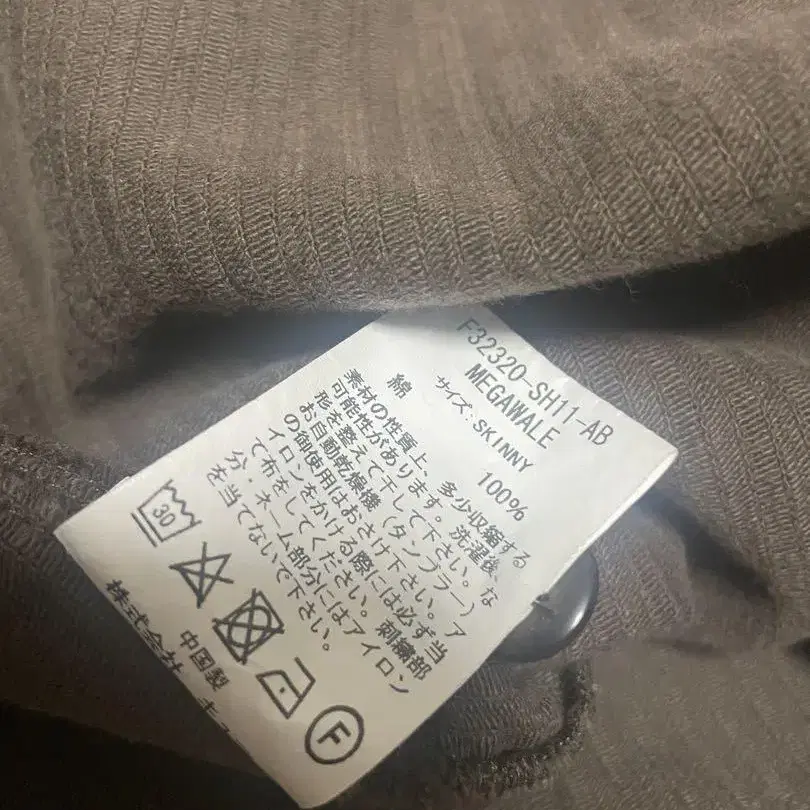 F32320-SH11-AB
MEGAWALE
サイズ:SKINNY
綿 100%
素材の性質上、多少収縮する
可能性があります。洗濯後、
形を整えて干して下さい。な
お自動乾燥機(タンブラー)
の御使用はおさけ下さい。ア
イロンをかける際には必ず当
て布をしてください。刺繍部
分・ネーム部分にはアイロン
を当てないで下さい。
30
F
中国製
株式会社